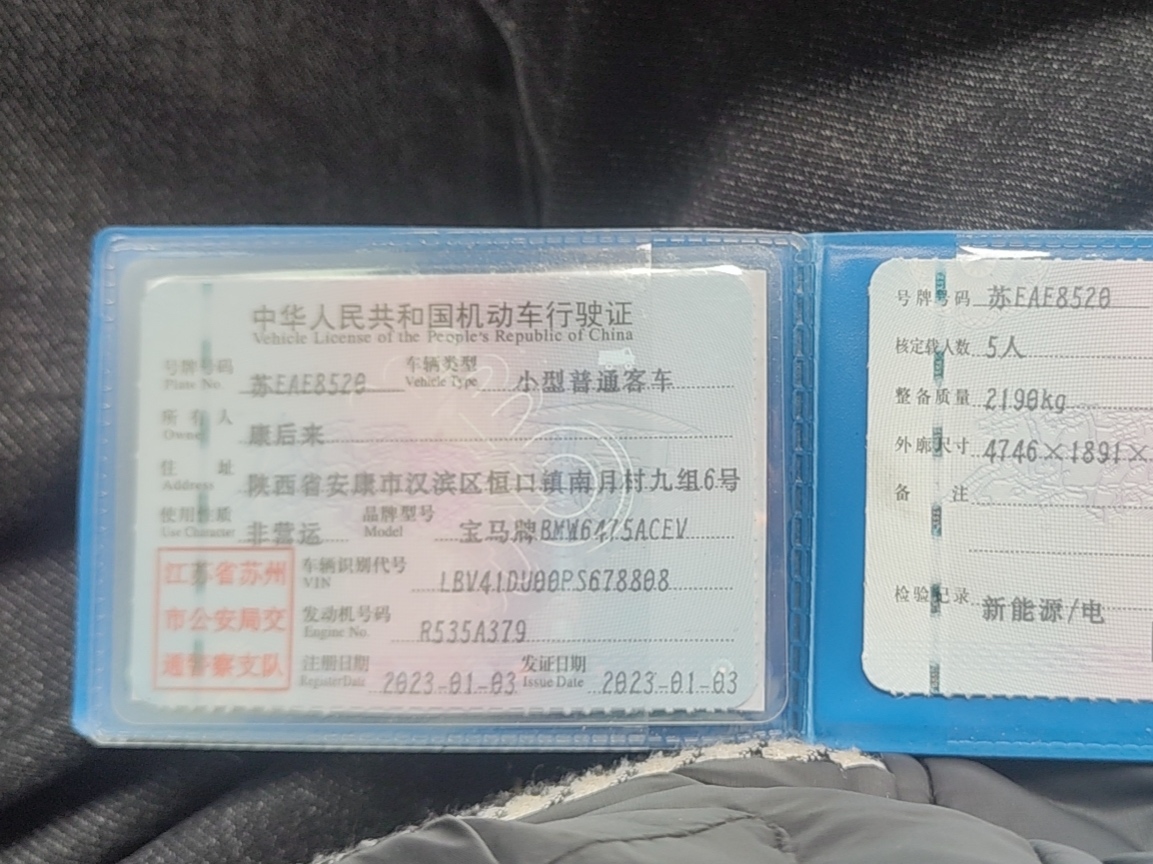 中华人民共和国机动车行驶证
Vehicle License of the People's Republic of China
号牌号码 苏EAE8520 车辆类型 小型普通客车
Plate No. Vehicle Type
所有人 康后来
Owner
住址 陕西省安康市汉滨区恒口镇南月村九组6号
Address
使用性质 非营运 品牌型号 宝马牌BMW6475ACEV
Use Character Model
江苏省苏州
市公安局交
通警察支队
车辆识别代号 LBV41DU00PS678808
VIN
发动机号码 R535A379
Engine No.
注册日期 2023-01-03 发证日期 2023-01-03
Register Date Issue Date
号牌号码 苏EAE8520
核定载人数 5人
整备质量 2190kg
外廓尺寸 4746×1891×
备注
检验记录 新能源/电